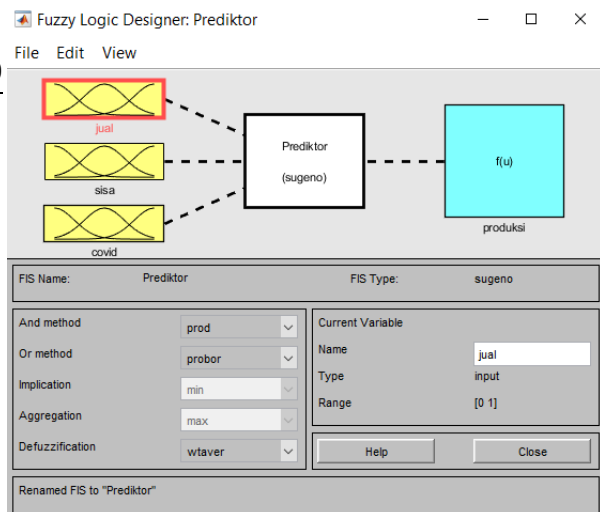 Fuzzy Logic Designer: Prediktor
File Edit View
jual
sisa
covid
Prediktor
(sugeno)
f(u)
produksi
FIS Name: Prediktor FIS Type: sugeno
And method prod
Or method probor
Implication min
Aggregation max
Defuzzification wtaver
Current Variable
Name jual
Type input
Range [0 1]
Help Close
Renamed FIS to "Prediktor"